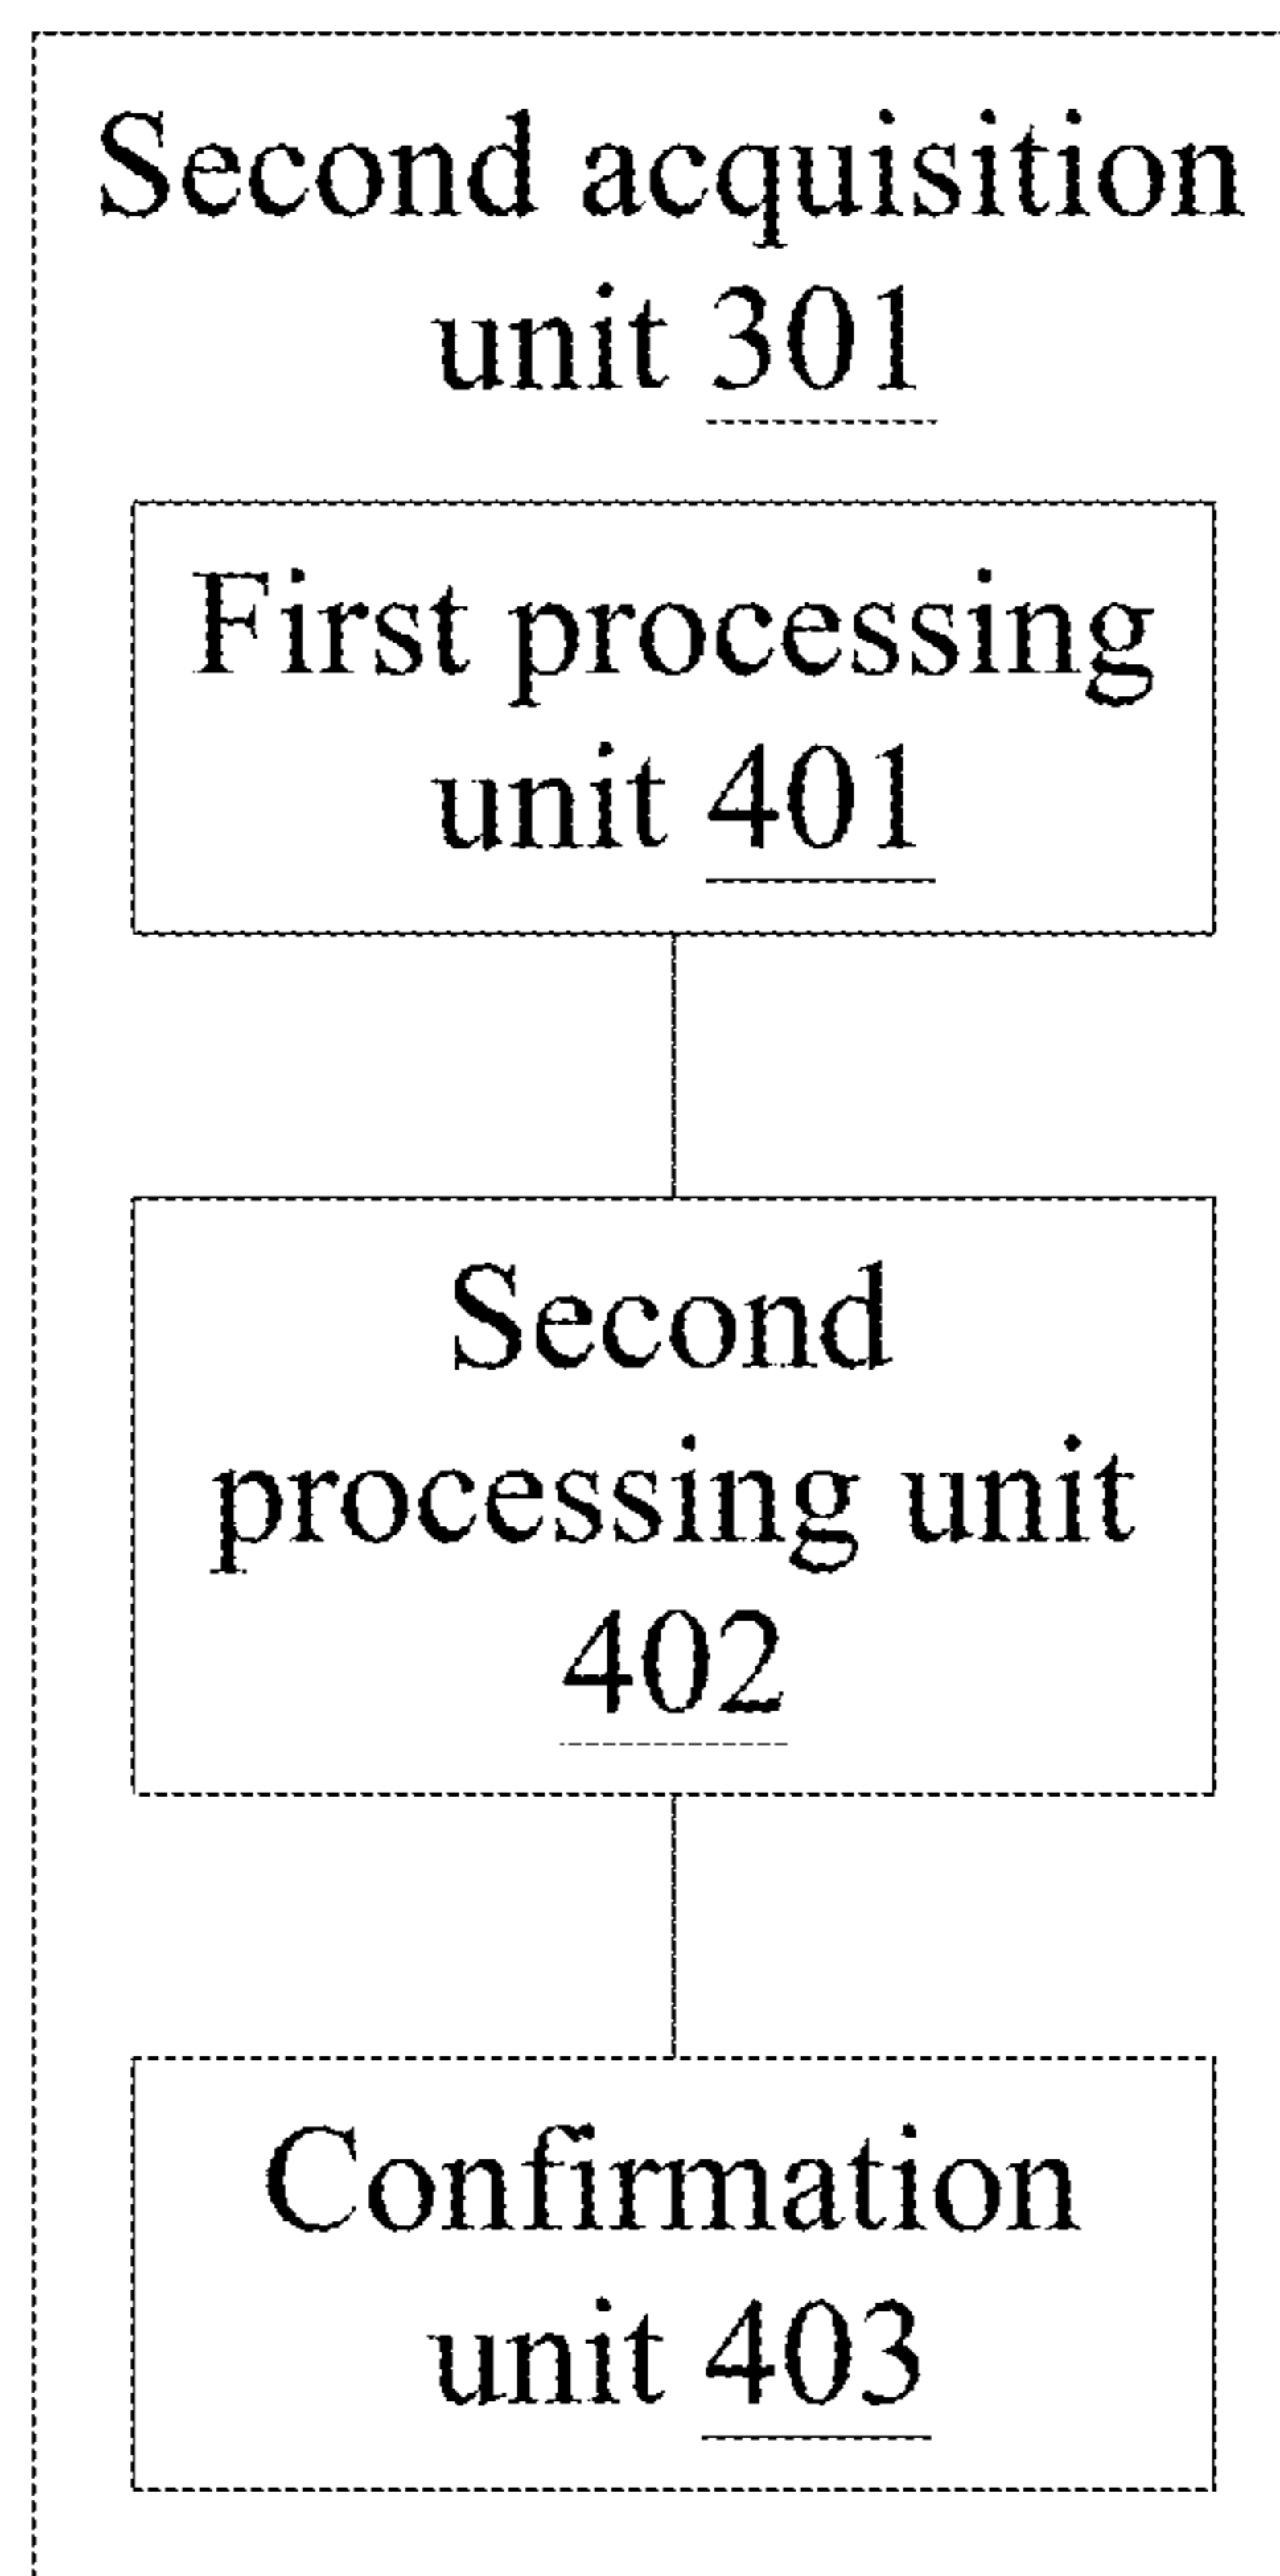 Second acquisition
unit 301
First processing
unit 401
Second
processing unit
402
Confirmation
unit 403